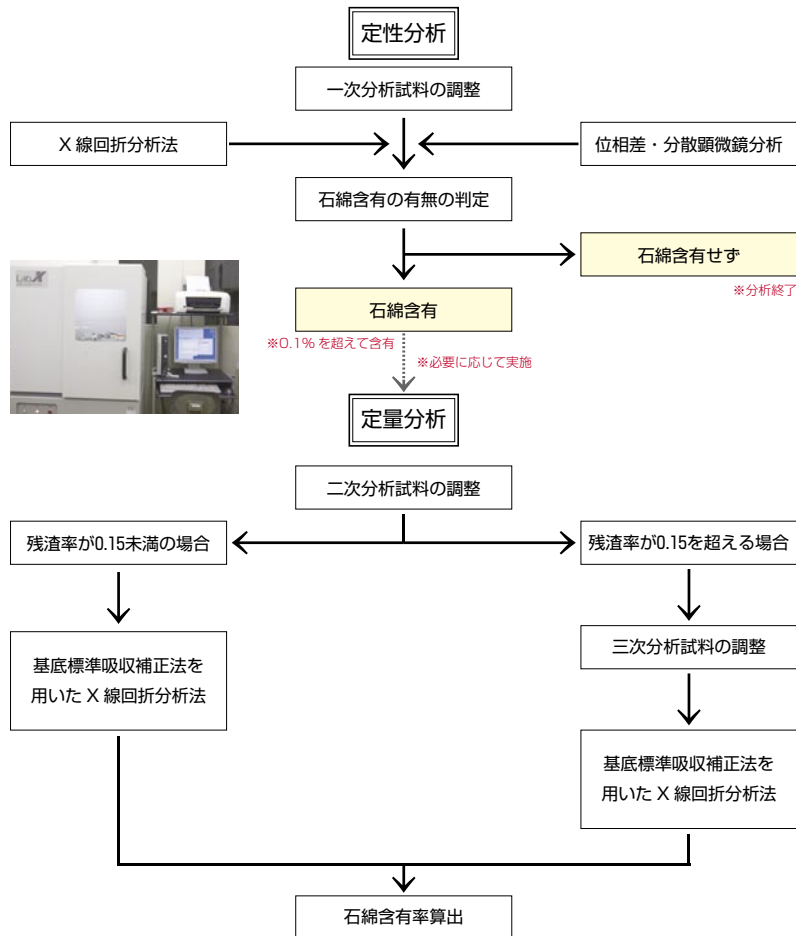 定性分析
一次分析試料の調整
X 線回折分析法
位相差・分散顕微鏡分析
石綿含有の有無の判定
石綿含有せず
※分析終了
石綿含有
※0.1% を超えて含有
※必要に応じて実施
定量分析
二次分析試料の調整
残渣率が0.15未満の場合
残渣率が0.15を超える場合
三次分析試料の調整
基底標準吸収補正法を
用いた X 線回折分析法
基底標準吸収補正法を
用いた X 線回折分析法
石綿含有率算出